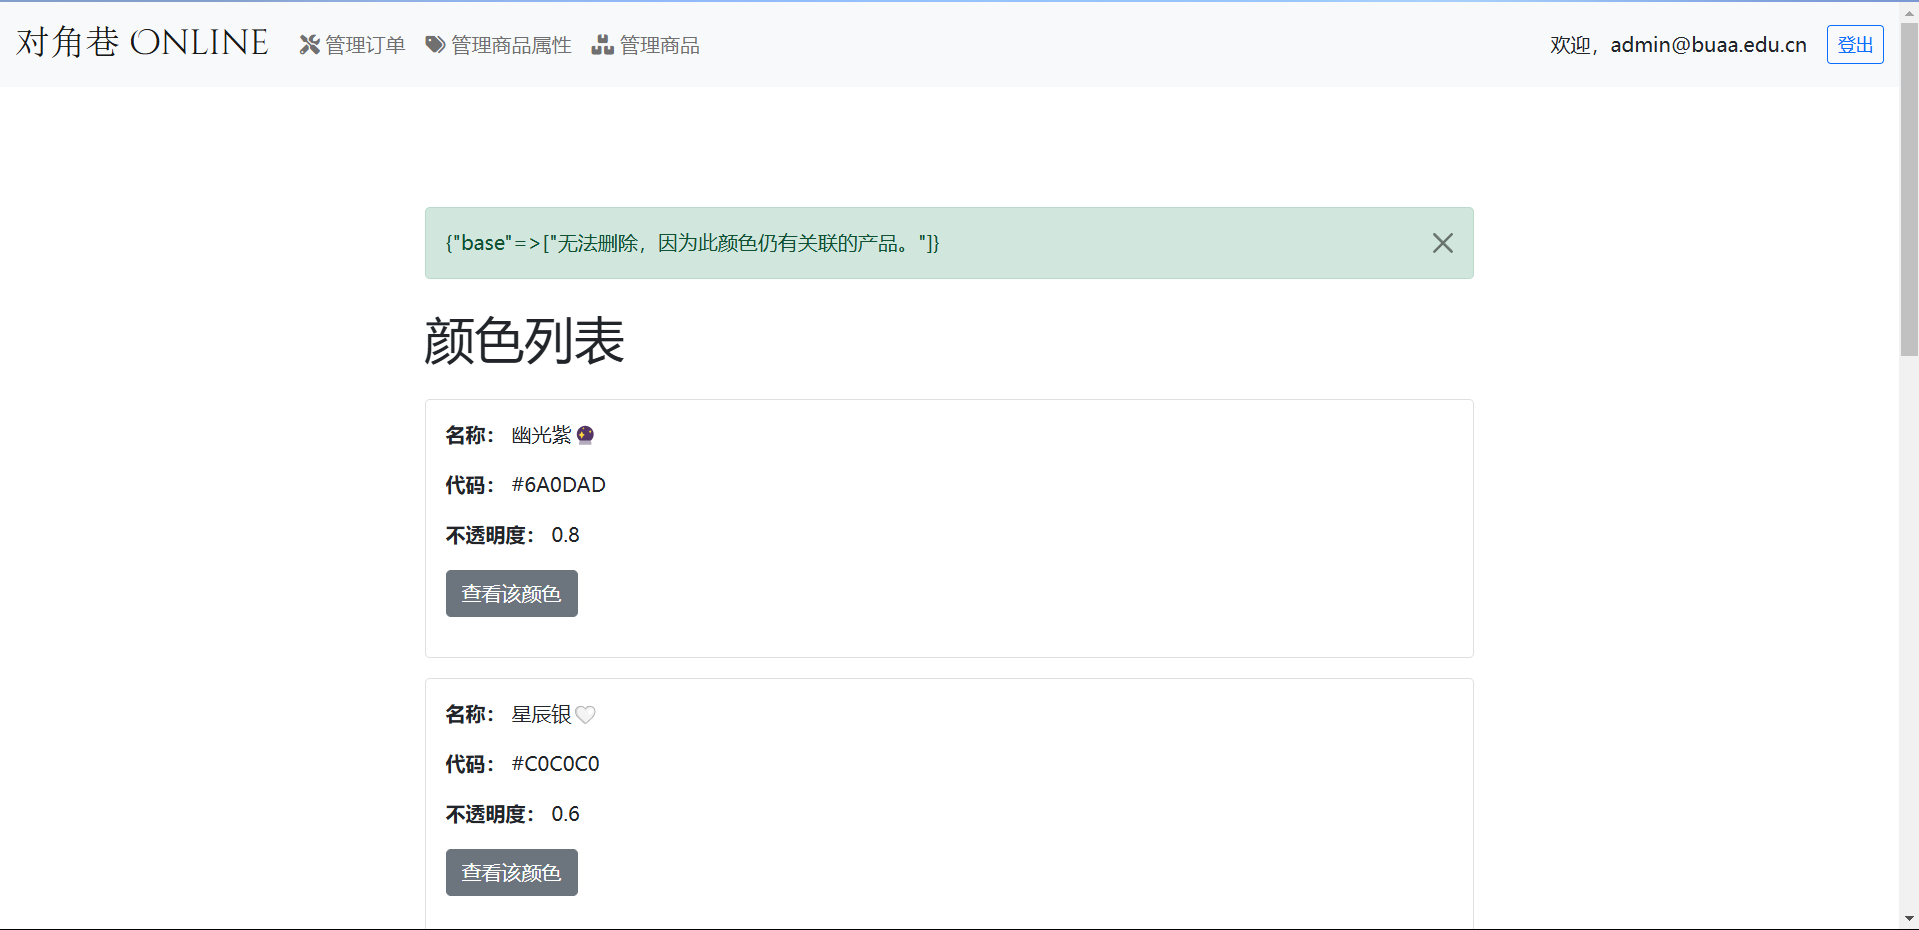 对角巷 ONLINE 管理订单 管理商品属性 管理商品 欢迎，admin@buaa.edu.cn 登出
{"base"=>["无法删除，因为此颜色仍有关联的产品。"]}
颜色列表
名称： 幽光紫🔮
代码： #6A0DAD
不透明度： 0.8
查看该颜色
名称： 星辰银🤍
代码： #C0C0C0
不透明度： 0.6
查看该颜色